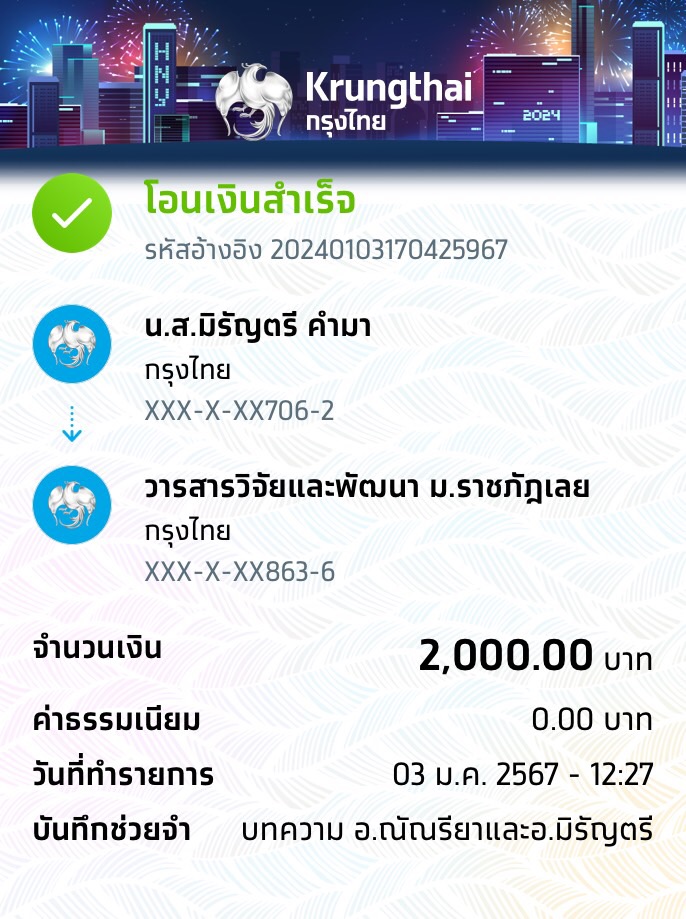 HNY
Krungthai
กรุงไทย
2024
โอนเงินสำเร็จ
รหัสอ้างอิง 20240103170425967
น.ส.มิรัญตรี คำมา
กรุงไทย
XXX-X-XX706-2
วารสารวิจัยและพัฒนา ม.ราชภัฎเลย
กรุงไทย
XXX-X-XX863-6
จำนวนเงิน 2,000.00 บาท
ค่าธรรมเนียม 0.00 บาท
วันที่ทำรายการ 03 ม.ค. 2567 - 12:27
บันทึกช่วยจำ บทความ อ.ณัณรียาและอ.มิรัญตรี